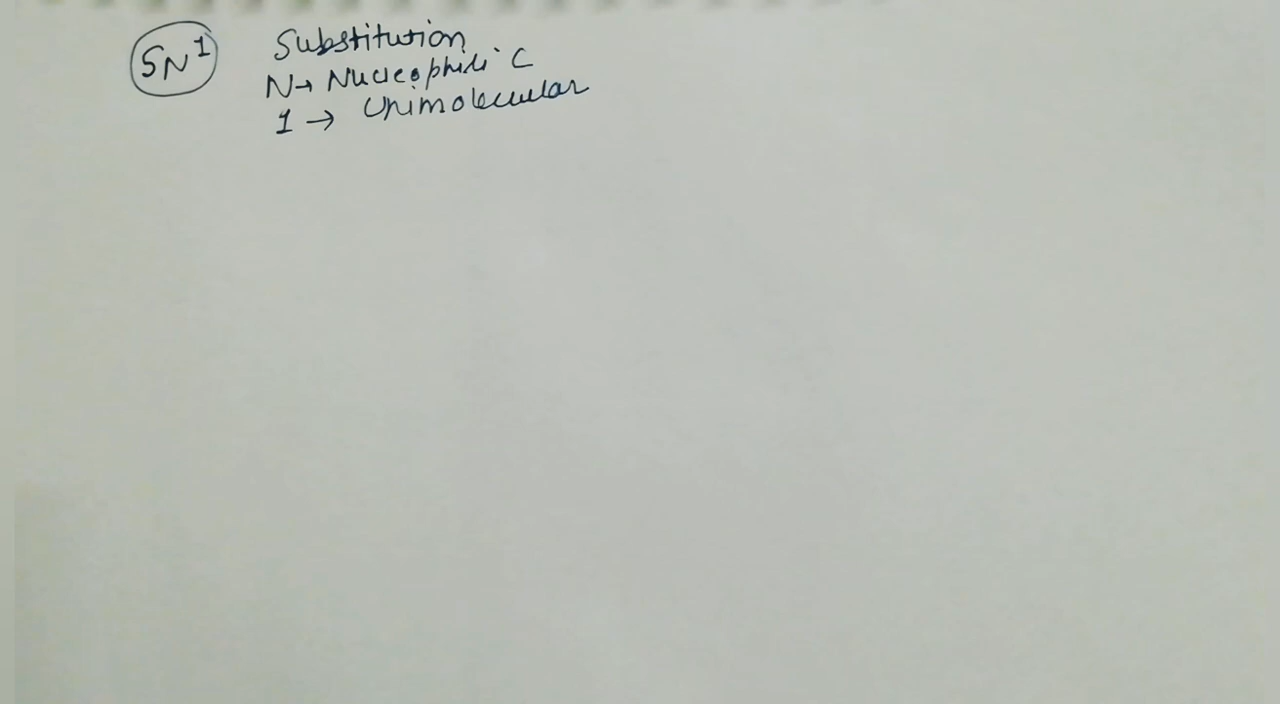 SN1 Substitution
N→ Nucleophilic
1 → Unimolecular